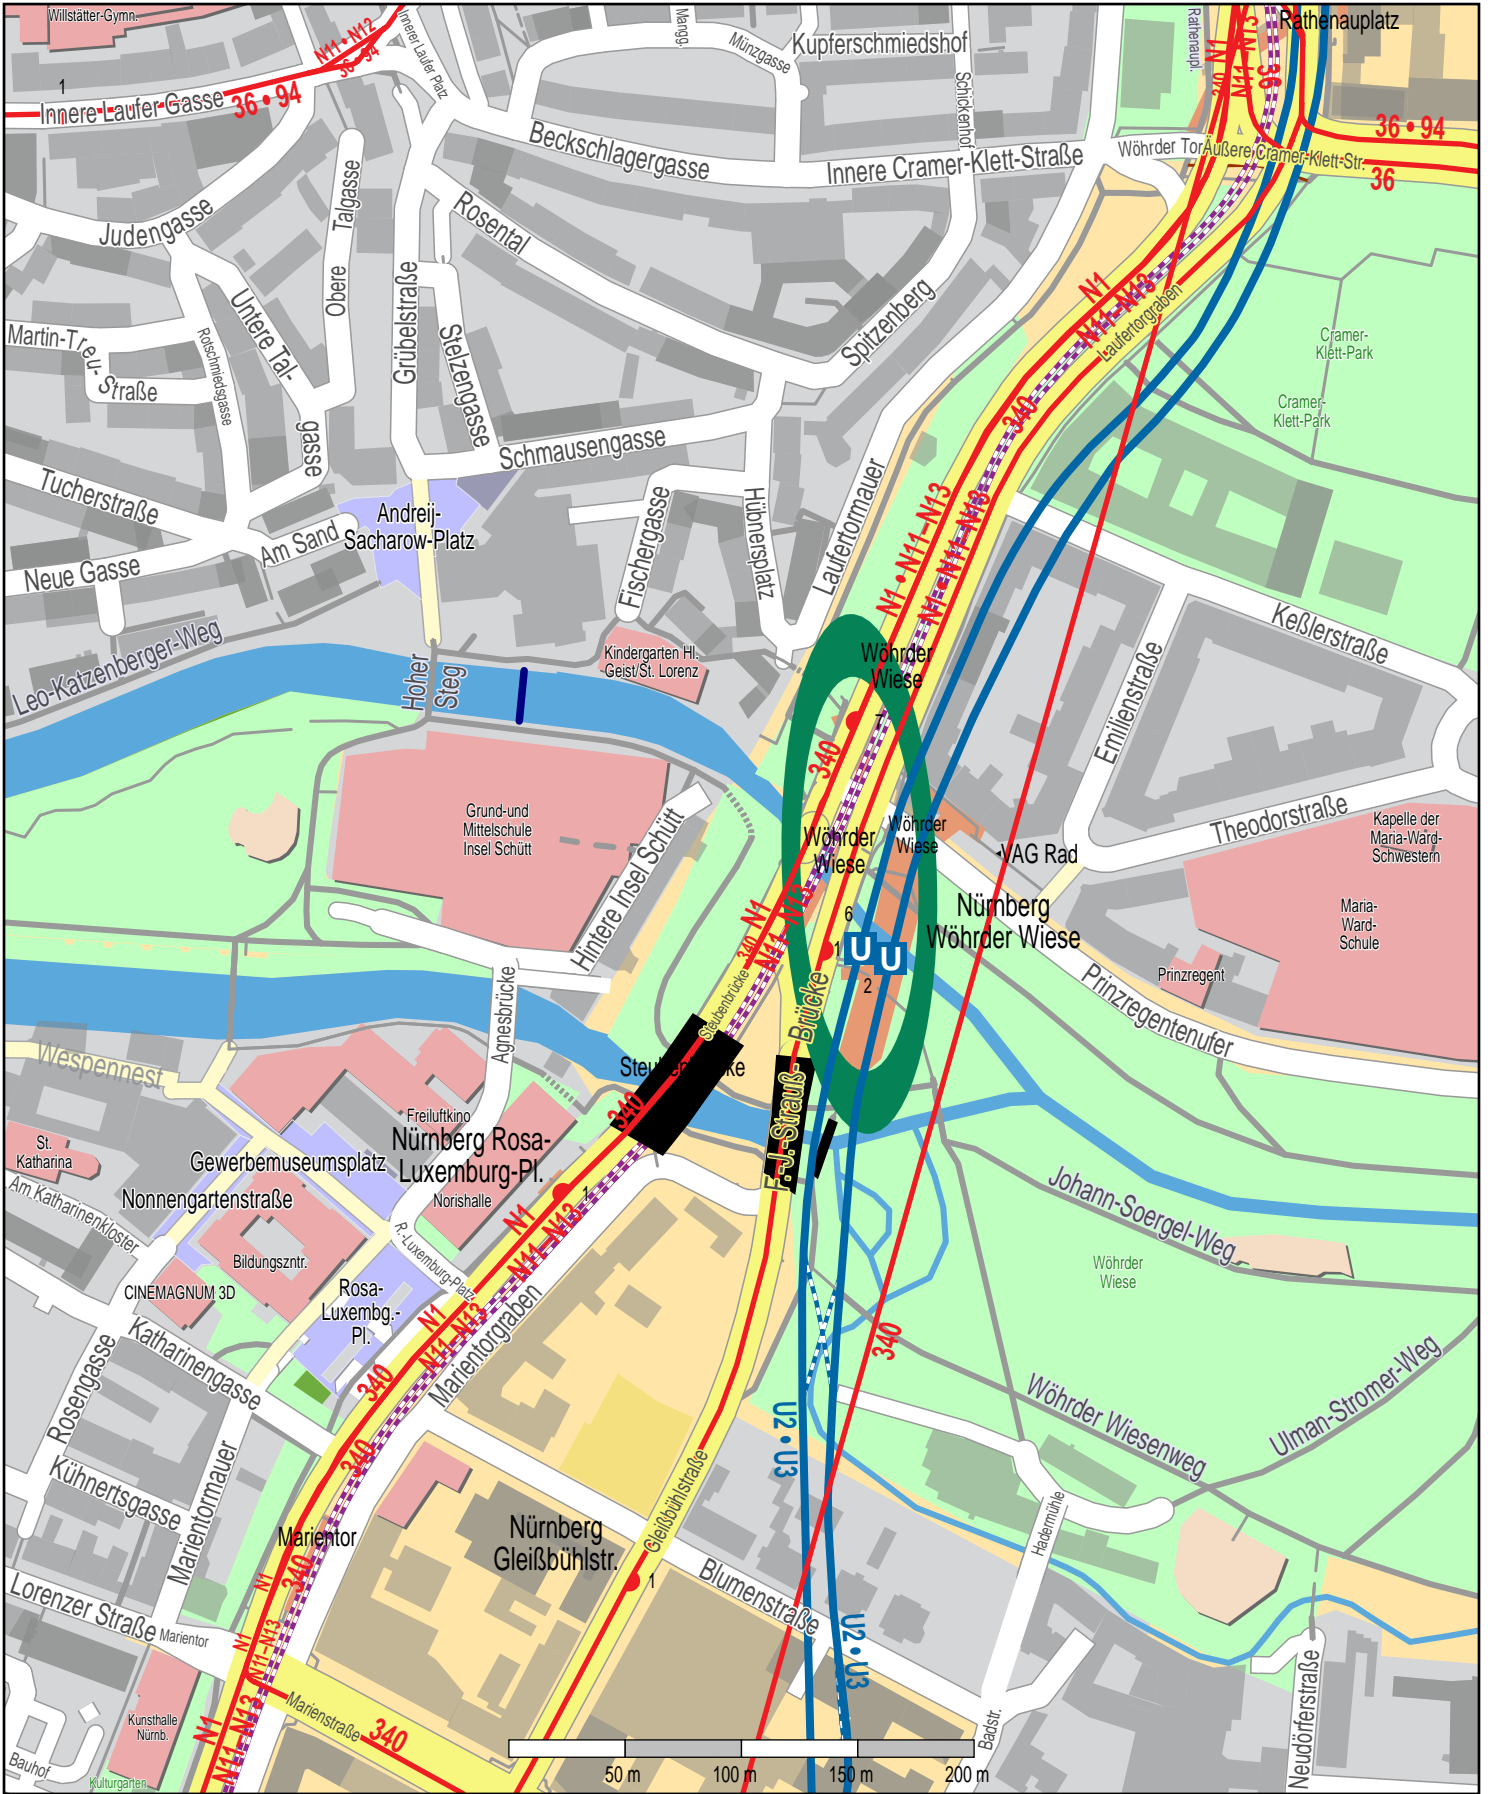 Willstätter-Gymn.
N11 • N12
36 • 94
Innerer Laufer Platz
Mangg.
Münzgasse
Kupferschmiedshof
Schickenhof
Rathenaupl.
Rathenauplatz
340 N1
N11–N13
36
1
Innere Laufer Gasse
36 • 94
Beckschlagergasse
Innere Cramer-Klett-Straße
Wöhrder Tor
Äußere Cramer-Klett-Str.
36 • 94
36
Judengasse
Obere
Talgasse
Rosental
Grübelstraße
Stelzengasse
Untere Tal-
gasse
Rotschmiedsgasse
Martin-Treu-
Straße
Spitzenberg
N1
N11–N13
Laufertorgraben
340
Cramer-
Klett-Park
Cramer-
Klett-Park
Schmausengasse
Tucherstraße
Neue Gasse
Am Sand
Andreij-
Sacharow-Platz
Fischergasse
Hübnersplatz
Laufertormauer
N1 • N11–N13
N1 • N11–N13
Keßlerstraße
Emilienstraße
Theodorstraße
Leo-Katzenberger-Weg
Hoher
Steg
Kindergarten Hl.
Geist/St. Lorenz
Wöhrder
Wiese
7
340
Grund-und
Mittelschule
Insel Schütt
Hintere Insel Schütt
Wöhrder
Wiese
Wöhrder
Wiese
VAG Rad
Kapelle der
Maria-Ward-
Schwestern
Maria-
Ward-
Schule
Nürnberg
Wöhrder Wiese
6
1
U
U
2
Prinzregent
Prinzregentenufer
340 N1
N11–N13
Steubenbrücke
Steubenbrücke
F.-J.-Strauß-
Brücke
Agnesbrücke
Wespennest
Freiluftkino
Nürnberg Rosa-
Luxemburg-Pl.
Norishalle
340
1
St.
Katharina
Am Katharinenkloster
Gewerbemuseumsplatz
Nonnengartenstraße
Bildungszntr.
R.-Luxemburg-Platz
N1
N11–N13
CINEMAGNUM 3D
Rosa-
Luxembg.-
Pl.
N1
N11–N13
Marientorgraben
Johann-Soergel-Weg
Wöhrder
Wiese
340
Katharinengasse
Rosengasse
340
340
Kühnertsgasse
Marientormauer
U2 • U3
Wöhrder Wiesenweg
Ulman-Stromer-Weg
Gleißbühlstraße
Nürnberg
Gleißbühlstr.
1
Hadermühle
Marientor
340
N1
Blumenstraße
U2 • U3
Lorenzer Straße
Marientor
N1
N11–N13
Marienstraße
340
Kunsthalle
Nürnb.
N1
N11–N13
Bauhof
Kulturgarten
Badstr.
Neudörferstraße
50 m
100 m
150 m
200 m